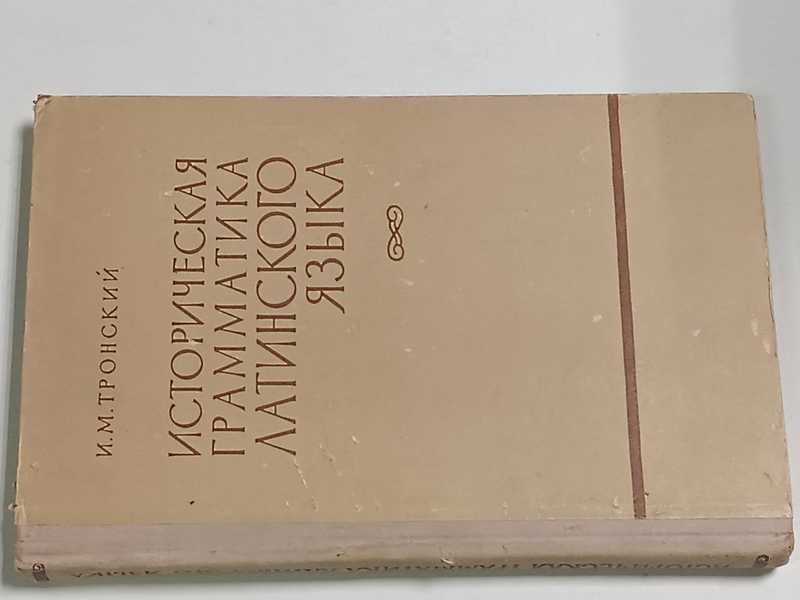 И. М. ТРОНСКИЙ
ИСТОРИЧЕСКАЯ
ГРАММАТИКА
ЛАТИНСКОГО
ЯЗЫКА